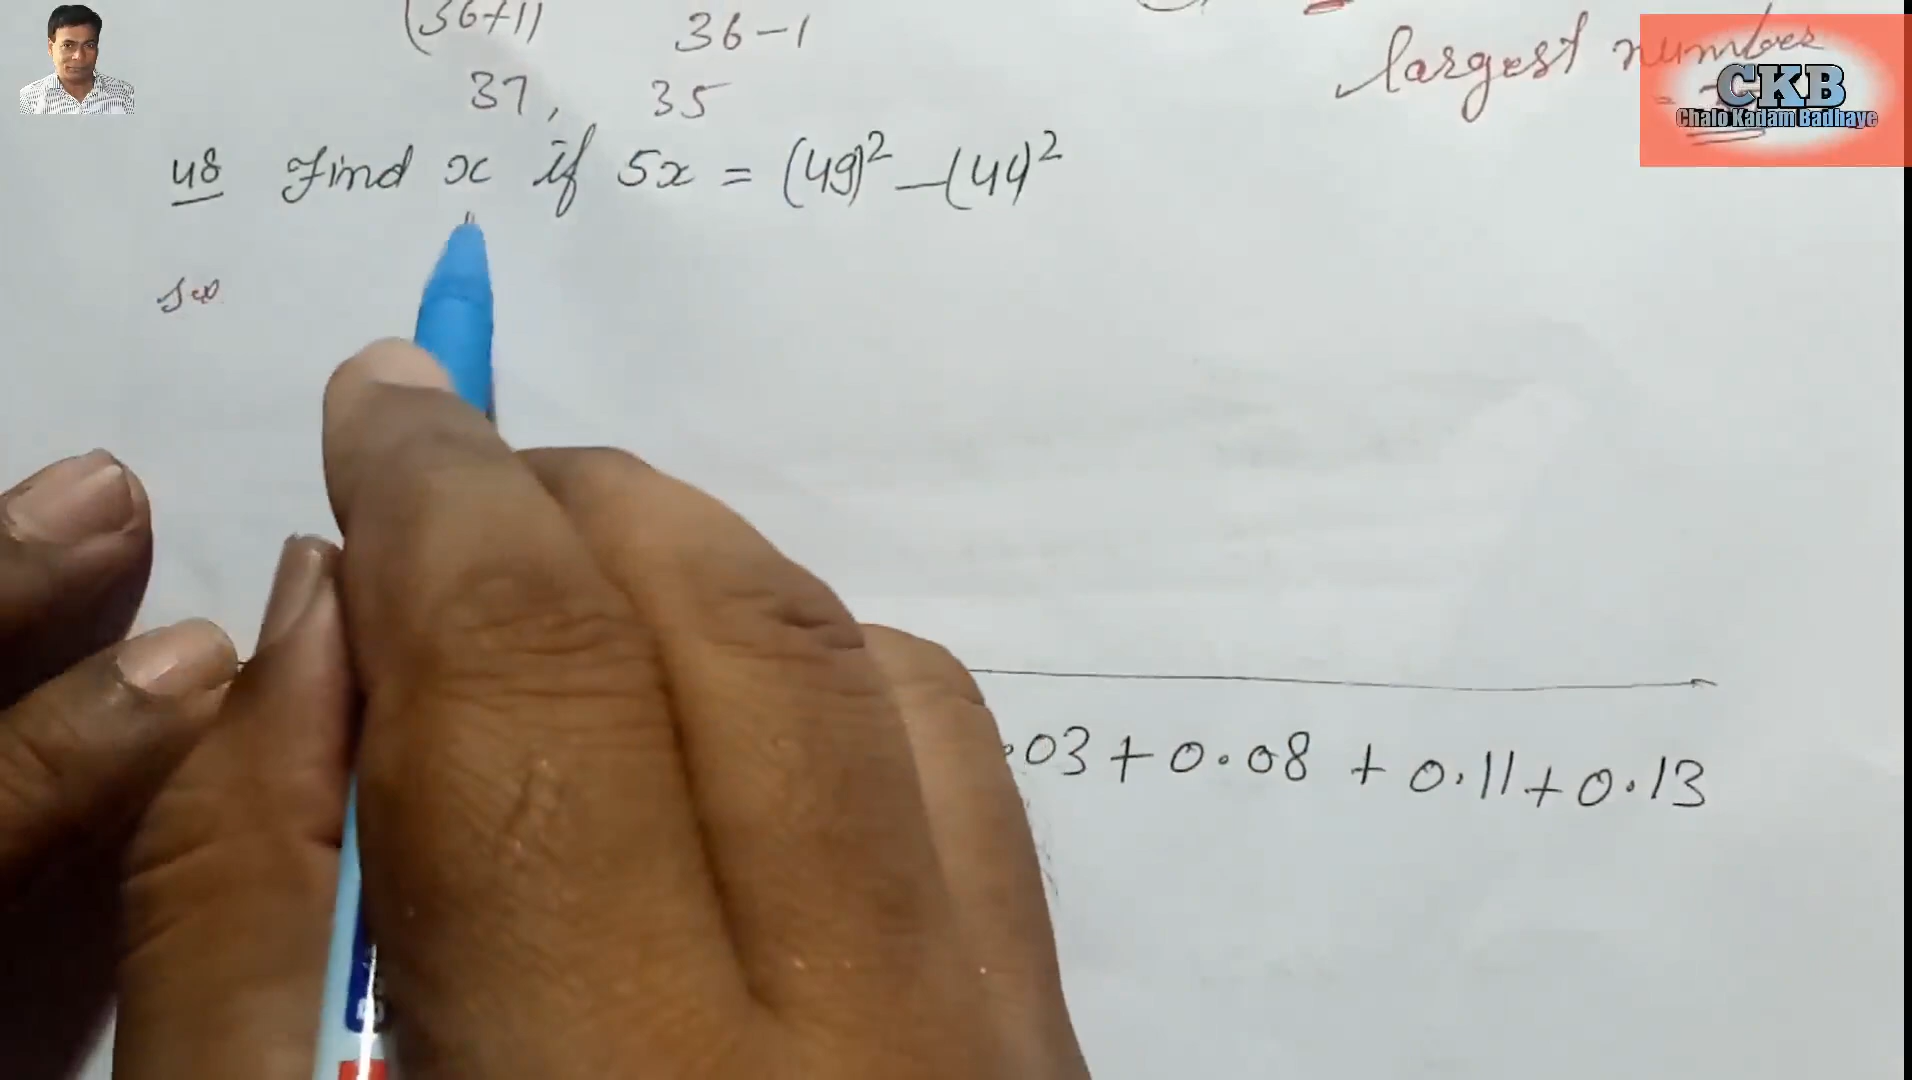 (36+1) 36-1
37, 35
largest number
CKB
Chalo Kadam Badhaye
48 Find x if 5x = (49)² - (44)²
Sol
.03 + 0.08 + 0.11 + 0.13